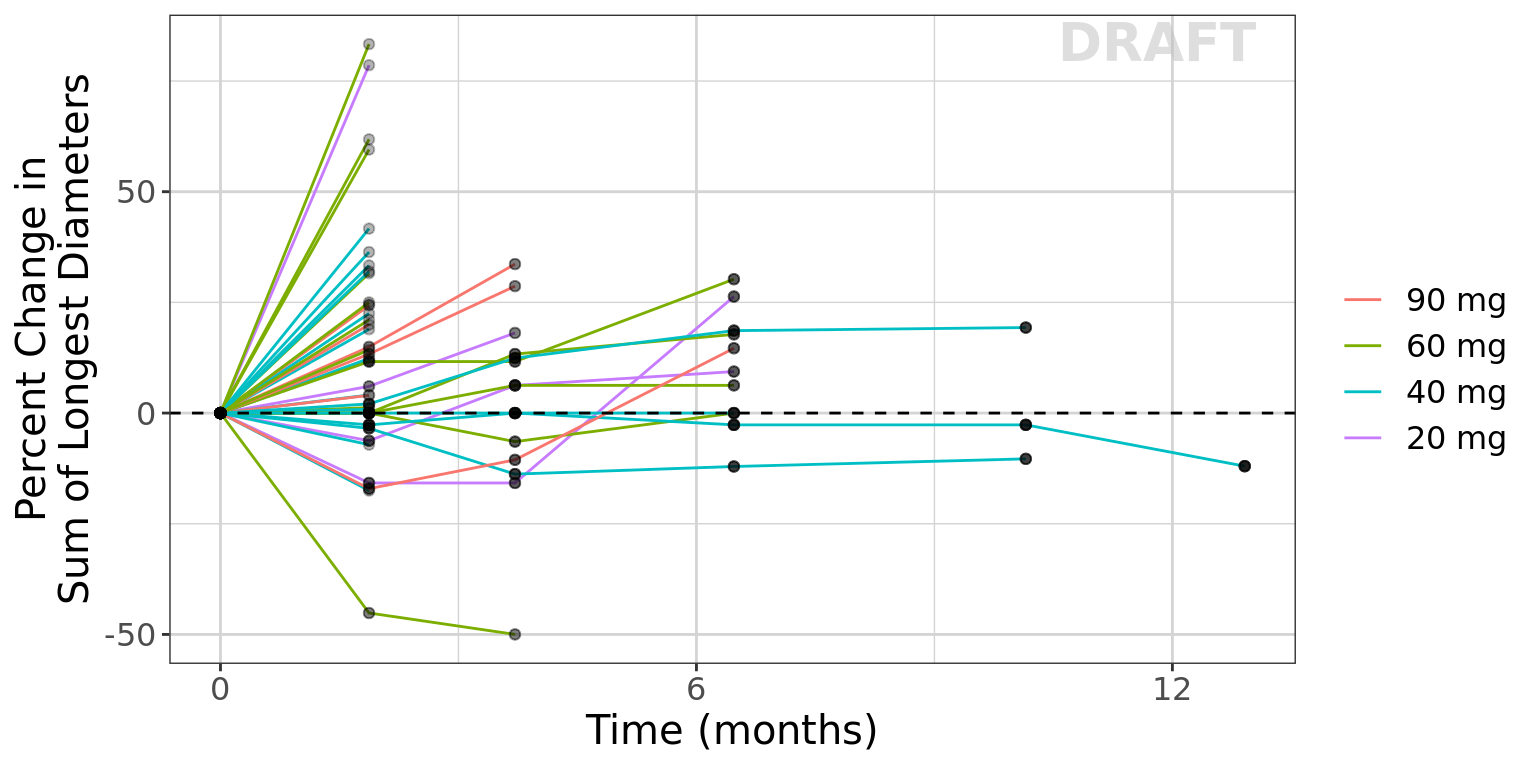 DRAFT
Percent Change in
Sum of Longest Diameters
50
0
-50
0
6
12
Time (months)
90 mg
60 mg
40 mg
20 mg